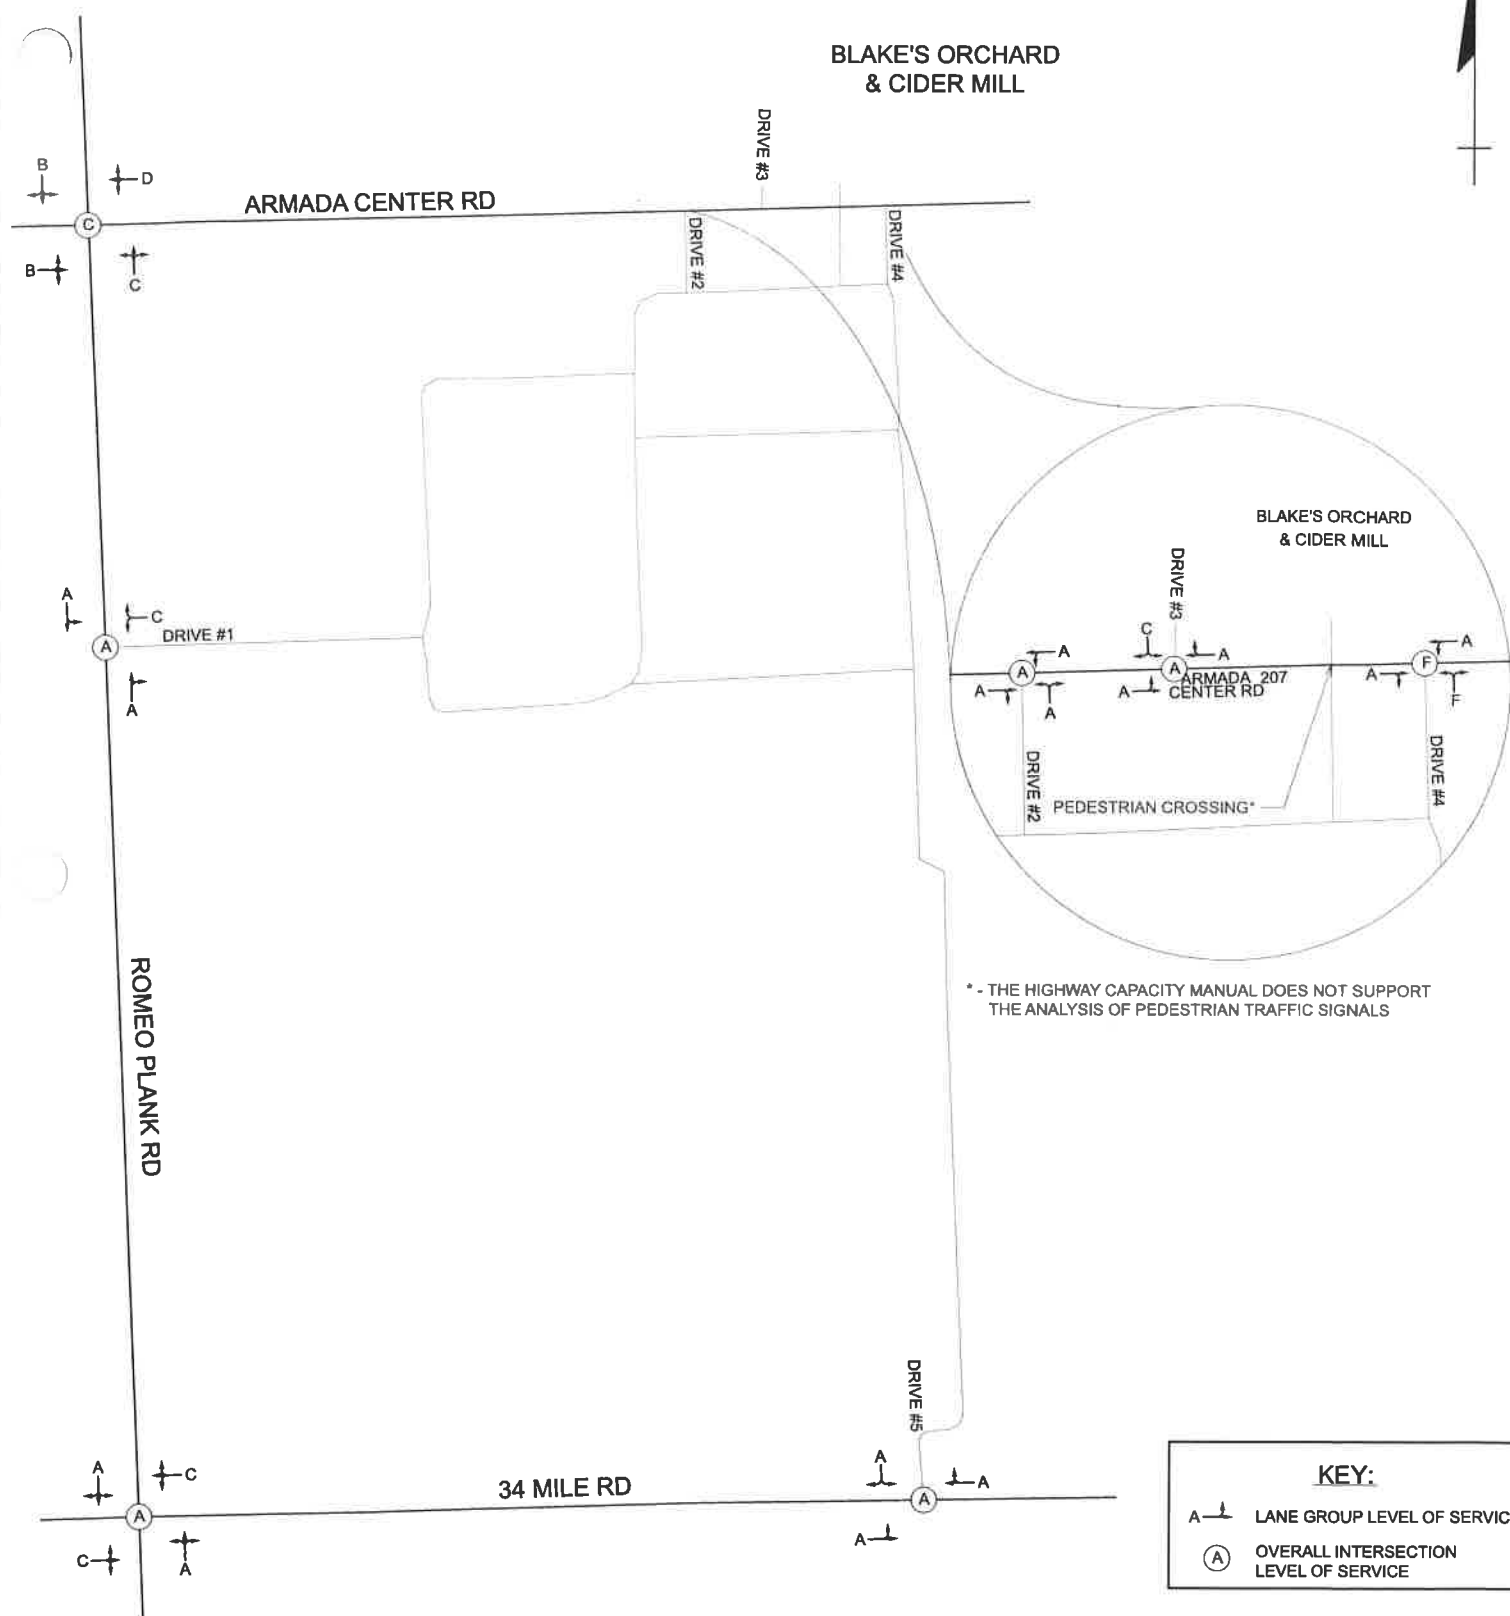 BLAKE'S ORCHARD
& CIDER MILL
DRIVE #3
B
D
ARMADA CENTER RD
C
B
C
DRIVE #2
DRIVE #4
BLAKE'S ORCHARD
& CIDER MILL
DRIVE #3
A
C
DRIVE #1
A
A
C
A
A
A
A
A
A
A
ARMADA 207
CENTER RD
A
F
A
F
DRIVE #2
DRIVE #4
PEDESTRIAN CROSSING*
* - THE HIGHWAY CAPACITY MANUAL DOES NOT SUPPORT
THE ANALYSIS OF PEDESTRIAN TRAFFIC SIGNALS
ROMEO PLANK RD
DRIVE #5
A
C
34 MILE RD
A
A
A
A
A
C
A
KEY:
A LANE GROUP LEVEL OF SERVIC
A OVERALL INTERSECTION
LEVEL OF SERVICE